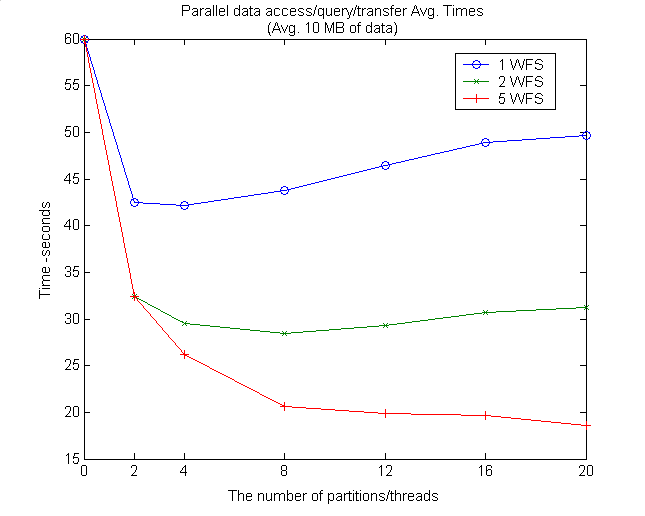 Parallel data access/query/transfer Avg. Times
(Avg. 10 MB of data)
60
55
50
45
40
35
30
25
20
15
Time -seconds
1 WFS
2 WFS
5 WFS
0 2 4 8 12 16 20
The number of partitions/threads